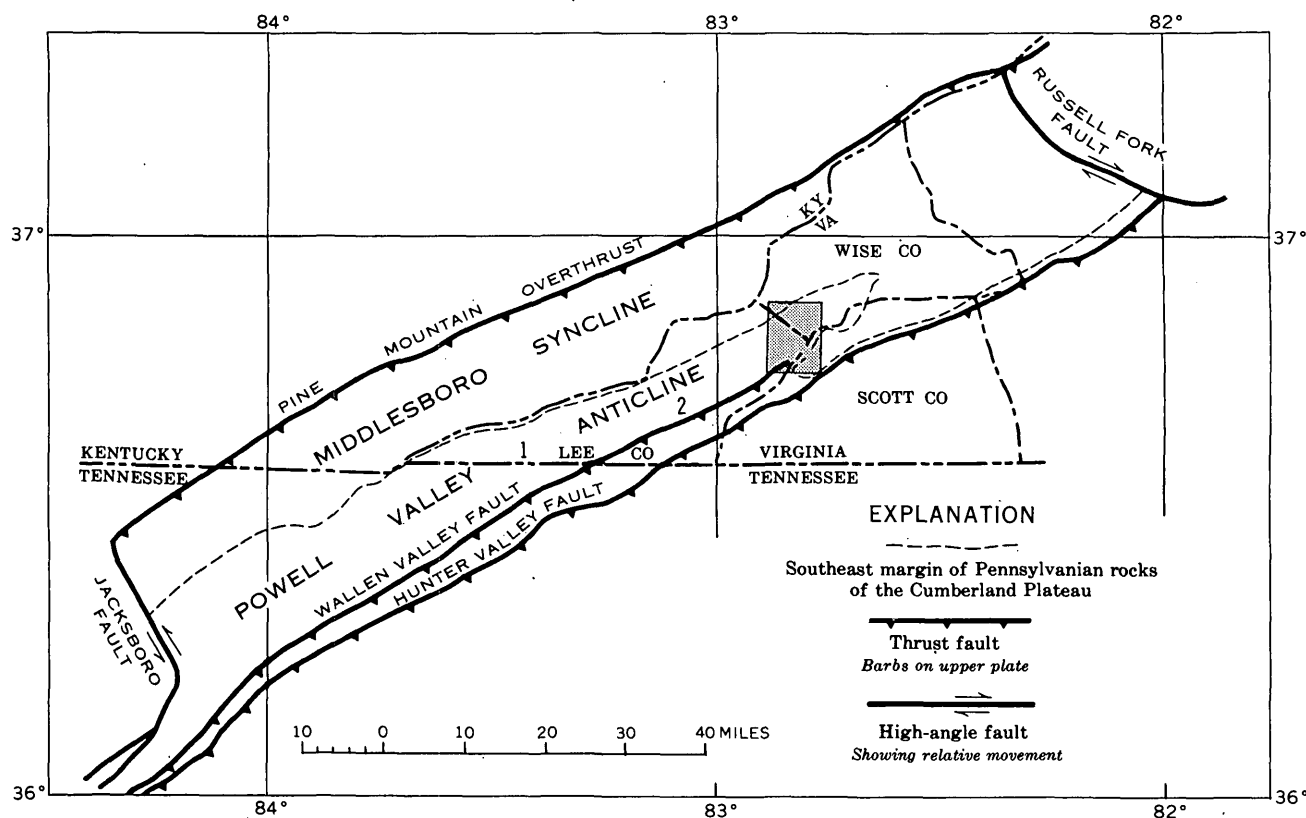 84°
83°
82°
RUSSELL FORK
FAULT
37°
37°
KY
VA
WISE CO
PINE MOUNTAIN OVERTHRUST
MIDDLESBORO SYNCLINE
SCOTT CO
POWELL VALLEY ANTICLINE
2
1
LEE CO
KENTUCKY
TENNESSEE
VIRGINIA
TENNESSEE
WALLEN VALLEY FAULT
HUNTER VALLEY FAULT
JACKSBORO
FAULT
EXPLANATION
Southeast margin of Pennsylvanian rocks
of the Cumberland Plateau
Thrust fault
Barbs on upper plate
High-angle fault
Showing relative movement
10 0 10 20 30 40 MILES
36°
36°
84°
83°
82°